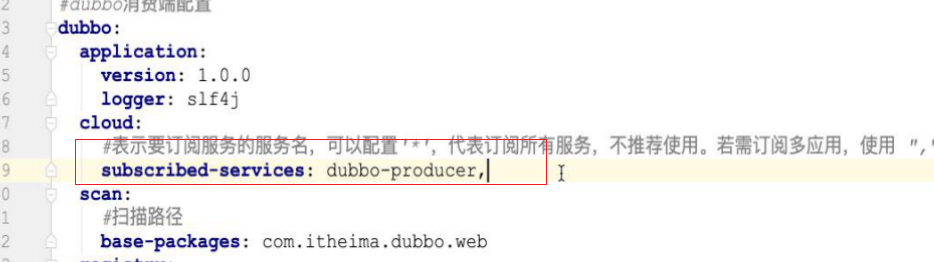 2 #dubbo消费端配置
3 dubbo:
4 application:
5 version: 1.0.0
6 logger: slf4j
7 cloud:
8 #表示要订阅服务的服务名，可以配置'*'，代表订阅所有服务，不推荐使用。若需订阅多应用，使用 ","
9 subscribed-services: dubbo-producer,
0 scan:
1 #扫描路径
2 base-packages: com.itheima.dubbo.web
registry: